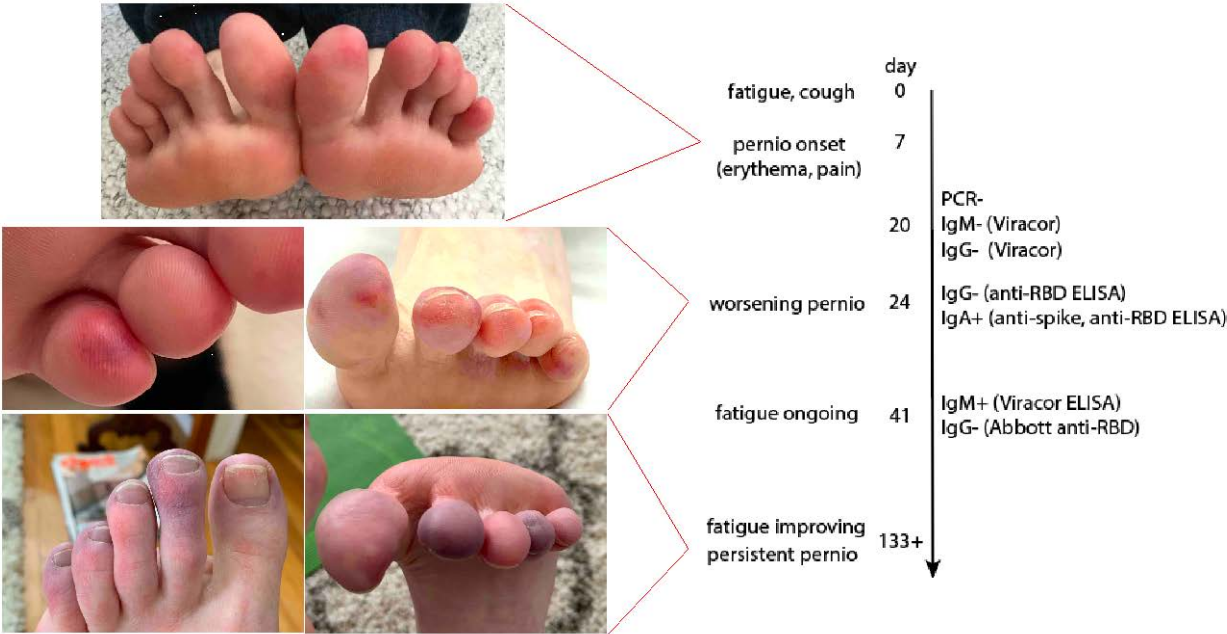 day
fatigue, cough 0
pernio onset 7
(erythema, pain)
PCR-
20 IgM- (Viracor)
IgG- (Viracor)
worsening pernio 24 IgG- (anti-RBD ELISA)
IgA+ (anti-spike, anti-RBD ELISA)
fatigue ongoing 41 IgM+ (Viracor ELISA)
IgG- (Abbott anti-RBD)
fatigue improving 133+
persistent pernio